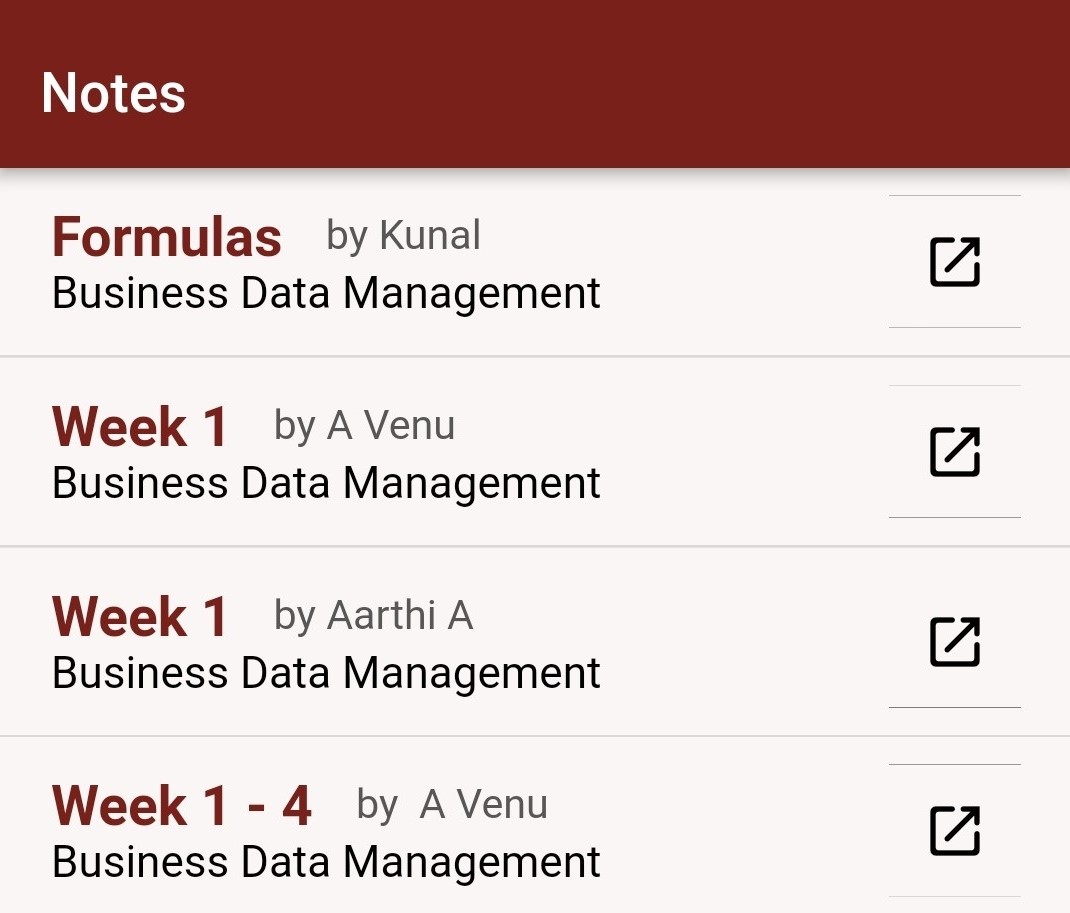 Notes
Formulas by Kunal
Business Data Management
Week 1 by A Venu
Business Data Management
Week 1 by Aarthi A
Business Data Management
Week 1 - 4 by  A Venu
Business Data Management